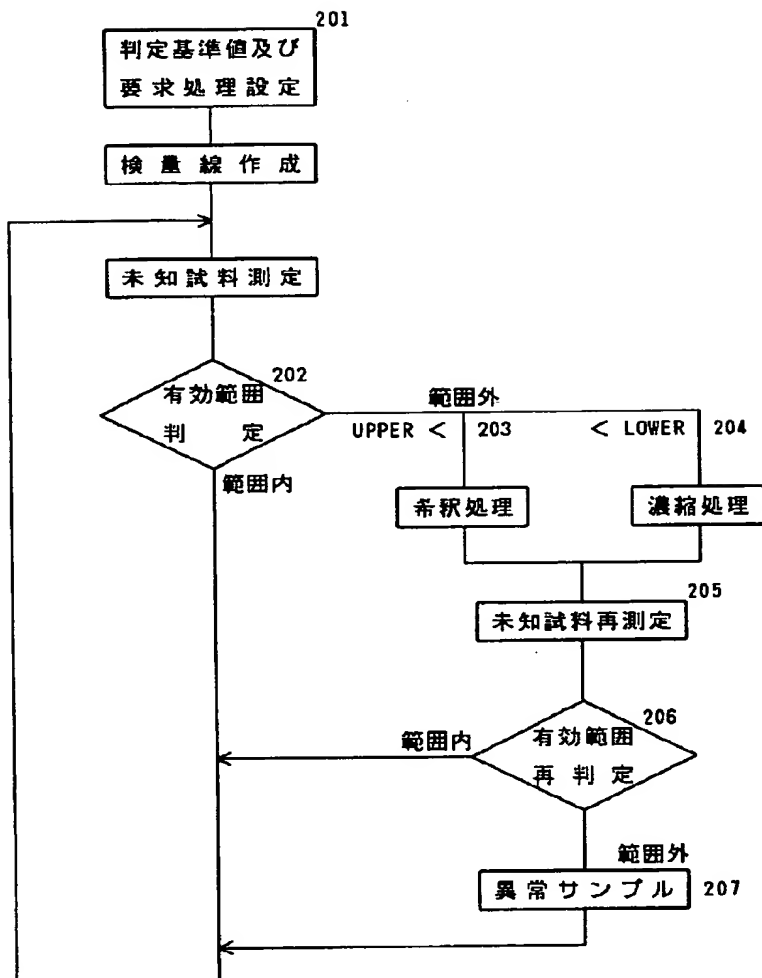 201
判定基準値及び
要求処理設定
検量線作成
未知試料測定
202
有効範囲
判定
範囲外
UPPER < 203
< LOWER 204
範囲内
希釈処理
濃縮処理
205
未知試料再測定
206
有効範囲
再判定
範囲内
範囲外
異常サンプル 207